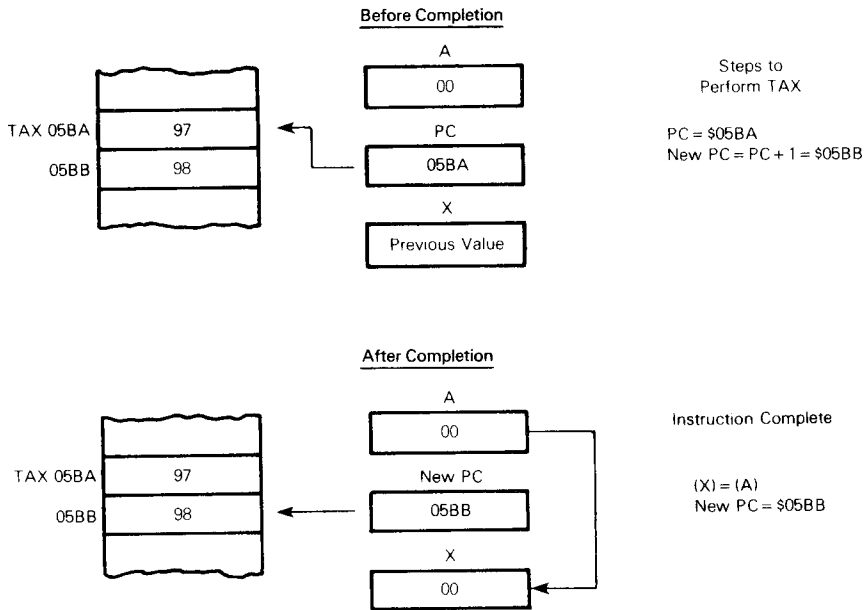 Before Completion
A
00
Steps to
Perform TAX
TAX 05BA
97
PC
05BA
PC = $05BA
New PC = PC + 1 = $05BB
05BB
98
X
Previous Value
After Completion
A
00
Instruction Complete
TAX 05BA
97
New PC
05BB
(X) = (A)
New PC = $05BB
05BB
98
X
00